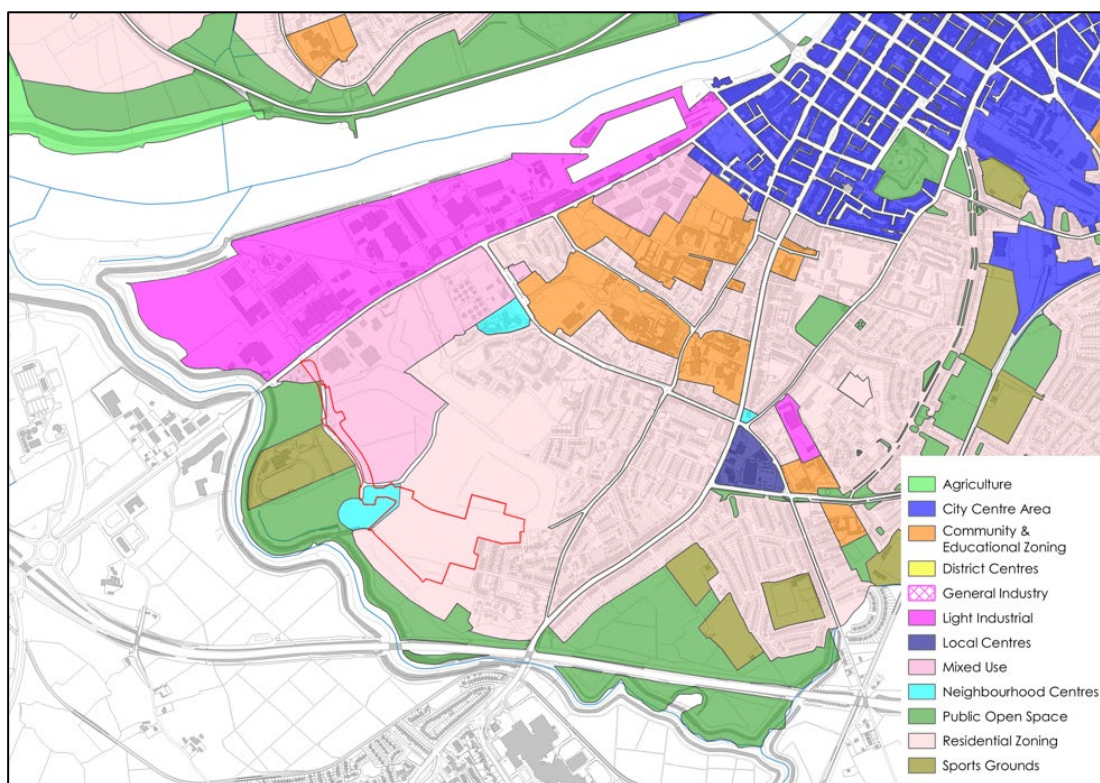 Agriculture
City Centre Area
Community &
Educational Zoning
District Centres
General Industry
Light Industrial
Local Centres
Mixed Use
Neighbourhood Centres
Public Open Space
Residential Zoning
Sports Grounds